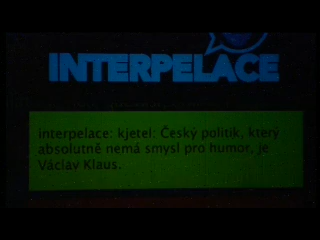 INTERPELACE
interpelace: kjetel: Český politik, který
absolutně nemá smysl pro humor, je
Václav Klaus.